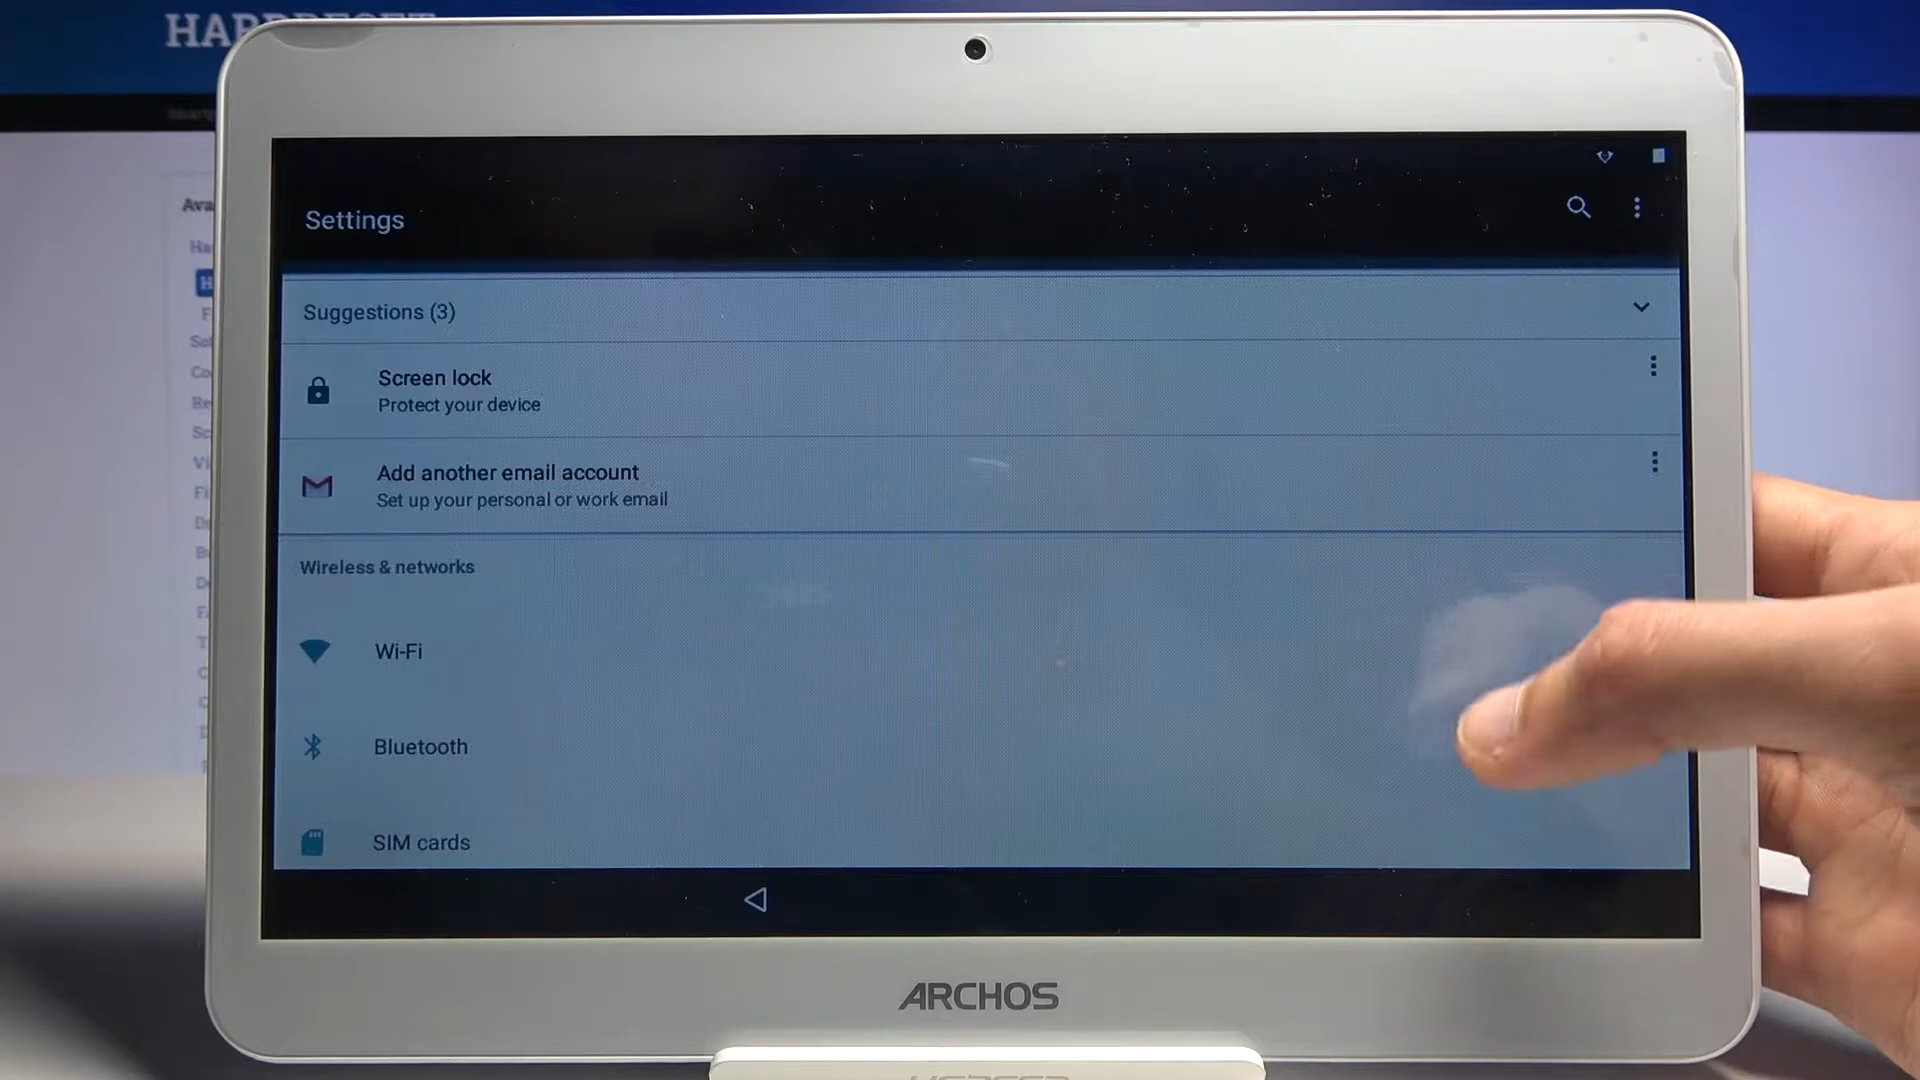 HARDRESET
Settings
Suggestions (3)
Screen lock
Protect your device
Add another email account
Set up your personal or work email
Wireless & networks
Wi-Fi
Bluetooth
SIM cards
ARCHOS